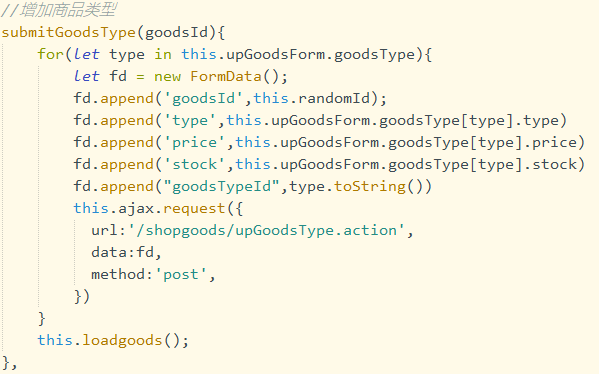 //增加商品类型
submitGoodsType(goodsId){
for(let type in this.upGoodsForm.goodsType){
let fd = new FormData();
fd.append('goodsId',this.randomId);
fd.append('type',this.upGoodsForm.goodsType[type].type)
fd.append('price',this.upGoodsForm.goodsType[type].price)
fd.append('stock',this.upGoodsForm.goodsType[type].stock)
fd.append("goodsTypeId",type.toString())
this.ajax.request({
url:'/shopgoods/upGoodsType.action',
data:fd,
method:'post',
})
}
this.loadgoods();
},